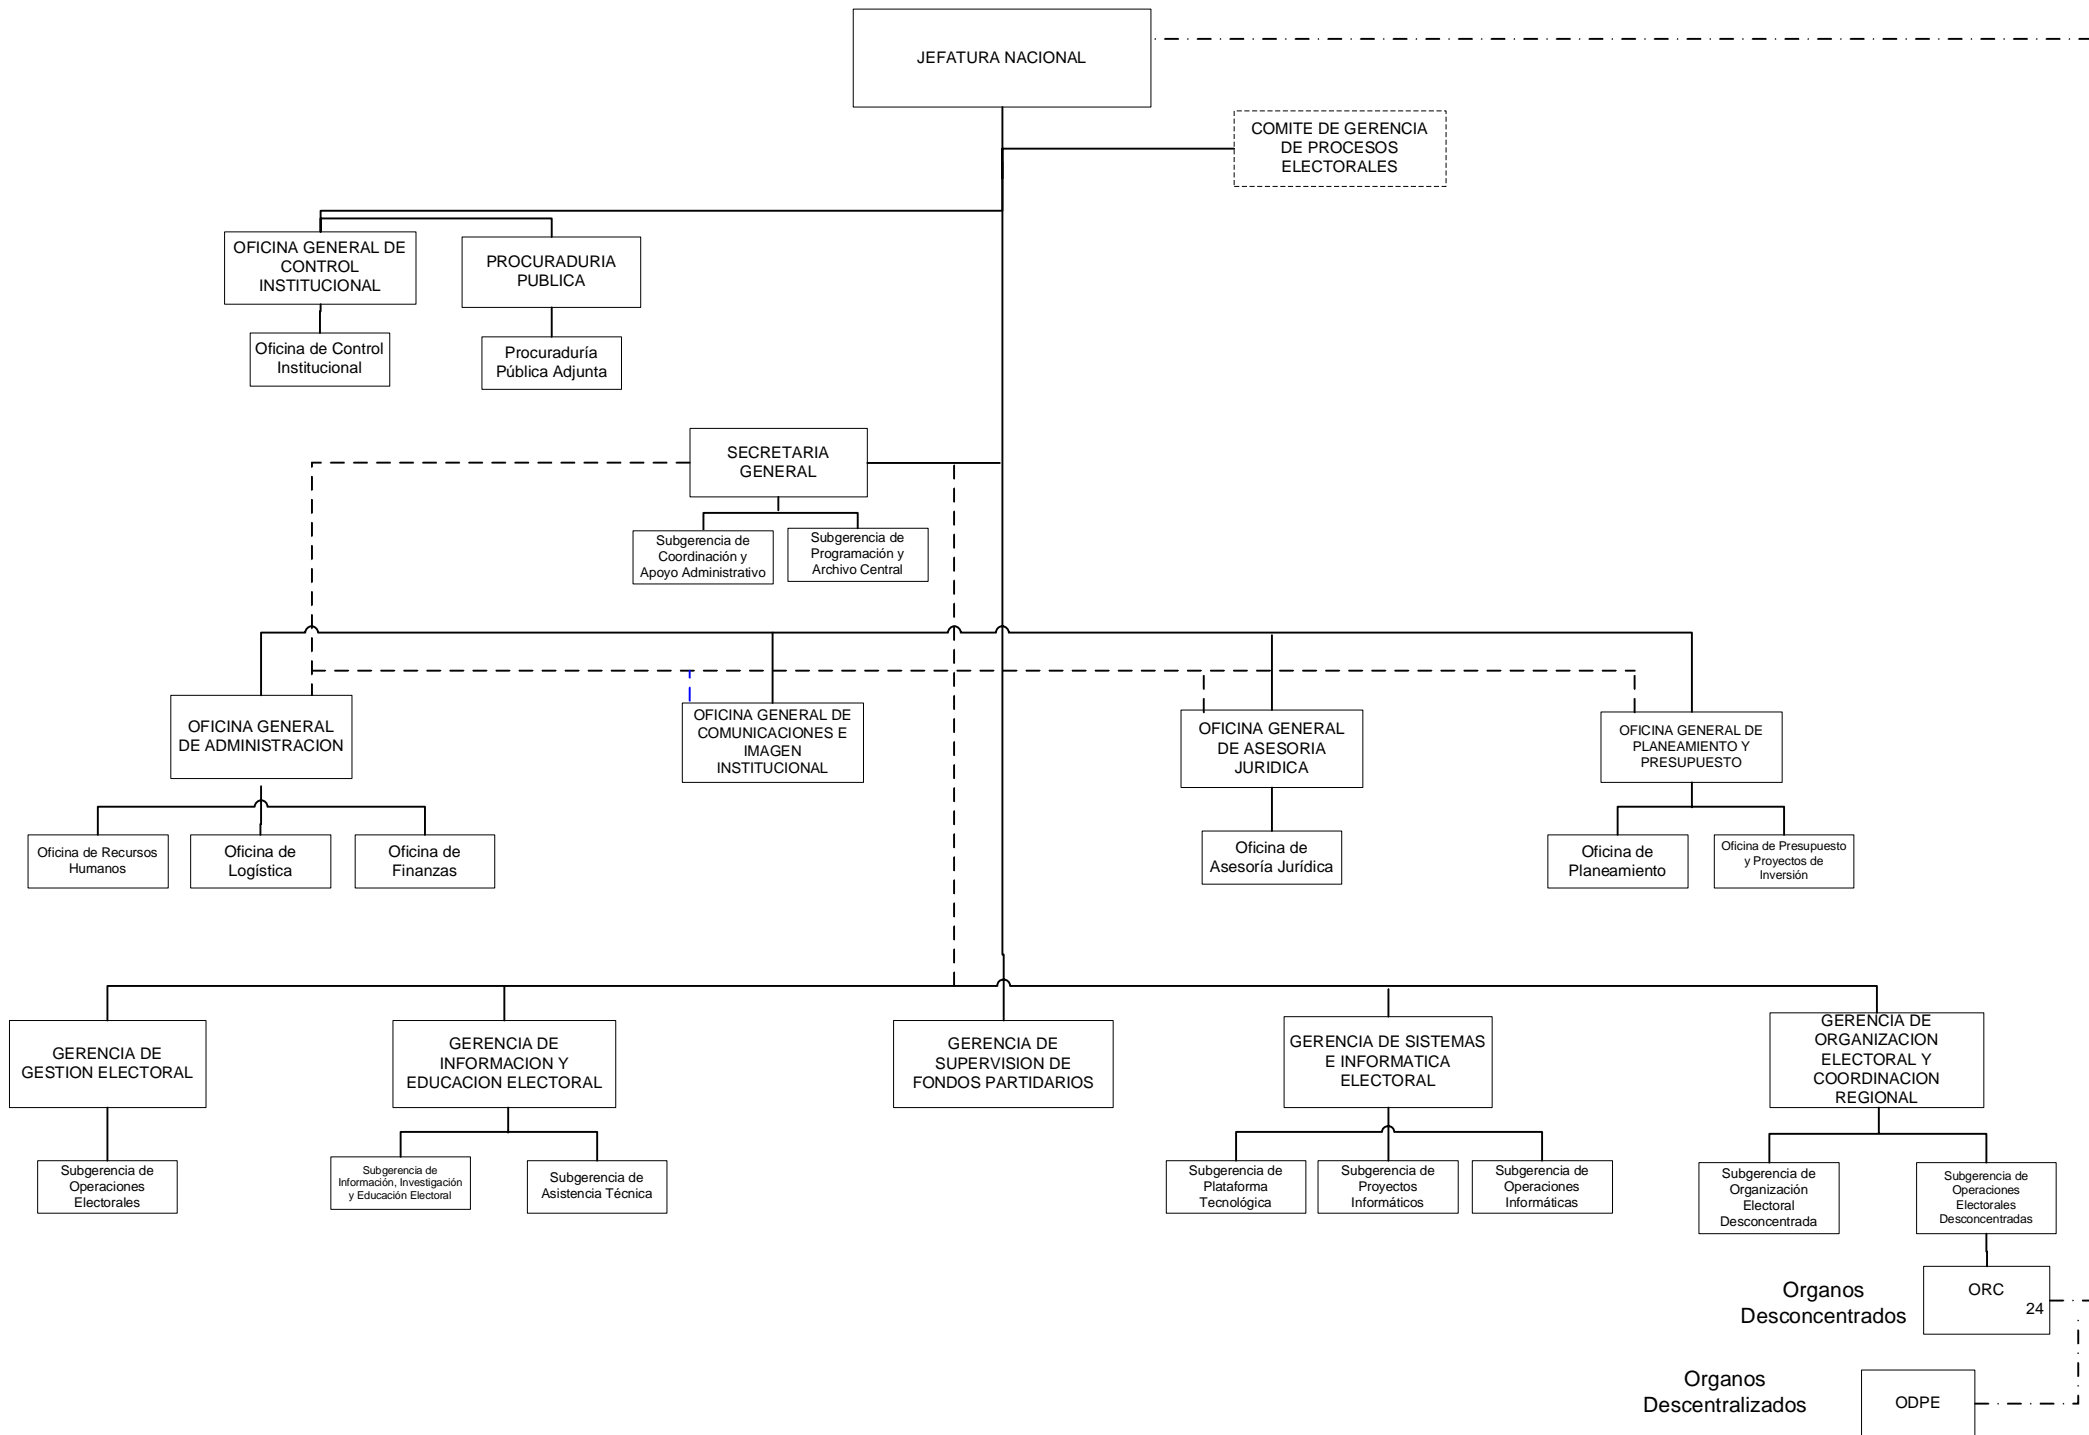 JEFATURA NACIONAL
COMITE DE GERENCIA
DE PROCESOS
ELECTORALES
OFICINA GENERAL DE
CONTROL
INSTITUCIONAL
PROCURADURIA
PUBLICA
Oficina de Control
Institucional
Procuraduría
Pública Adjunta
SECRETARIA
GENERAL
Subgerencia de
Coordinación y
Apoyo Administrativo
Subgerencia de
Programación y
Archivo Central
OFICINA GENERAL
DE ADMINISTRACION
OFICINA GENERAL DE
COMUNICACIONES E
IMAGEN
INSTITUCIONAL
OFICINA GENERAL
DE ASESORIA
JURIDICA
OFICINA GENERAL DE
PLANEAMIENTO Y
PRESUPUESTO
Oficina de Recursos
Humanos
Oficina de
Logística
Oficina de
Finanzas
Oficina de
Asesoría Jurídica
Oficina de
Planeamiento
Oficina de Presupuesto
y Proyectos de
Inversión
GERENCIA DE
GESTION ELECTORAL
GERENCIA DE
INFORMACION Y
EDUCACION ELECTORAL
GERENCIA DE
SUPERVISION DE
FONDOS PARTIDARIOS
GERENCIA DE SISTEMAS
E INFORMATICA
ELECTORAL
GERENCIA DE
ORGANIZACION
ELECTORAL Y
COORDINACION
REGIONAL
Subgerencia de
Operaciones
Electorales
Subgerencia de
Información, Investigación
y Educación Electoral
Subgerencia de
Asistencia Técnica
Subgerencia de
Plataforma
Tecnológica
Subgerencia de
Proyectos
Informáticos
Subgerencia de
Operaciones
Informáticas
Subgerencia de
Organización
Electoral
Desconcentrada
Subgerencia de
Operaciones
Electorales
Desconcentradas
Organos
Desconcentrados
ORC
24
Organos
Descentralizados
ODPE